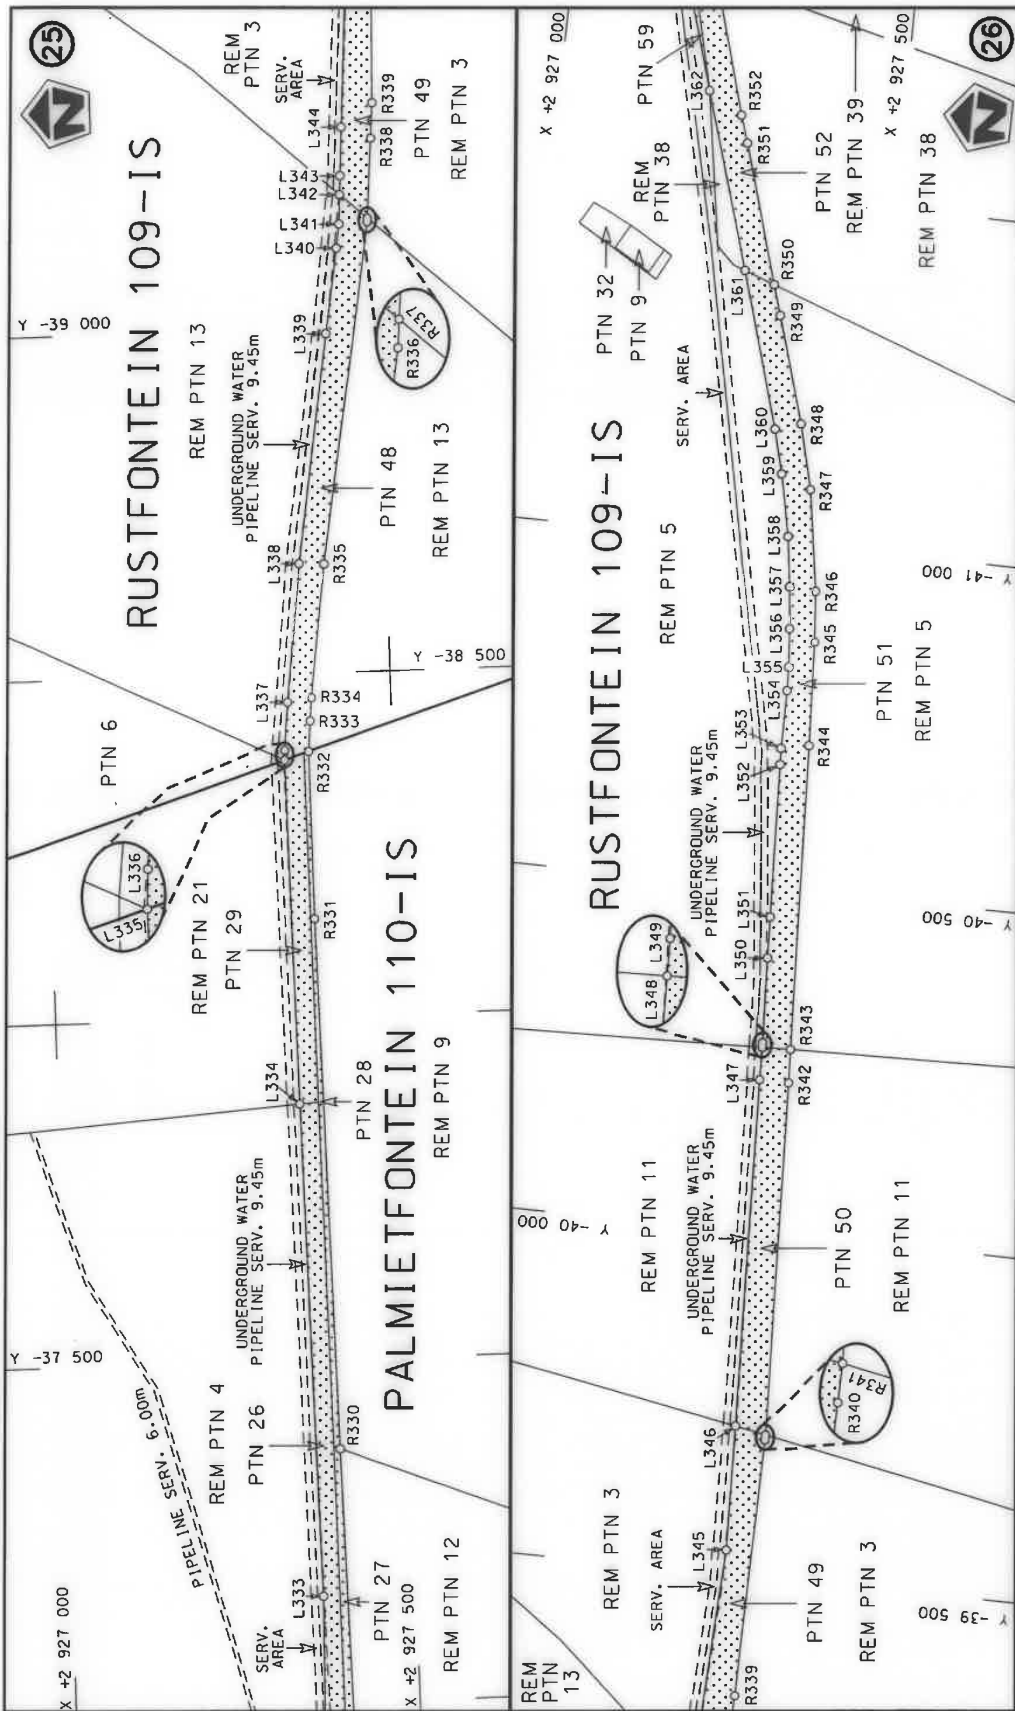 25
N
RUSTFONTEIN 109-IS
REM
PTN 3
SERV.
AREA
L344
L343
L342
L341
L340
R339
R338
PTN 49
REM PTN 3
Y -39 000
REM PTN 13
L339
R336
R337
UNDERGROUND WATER
PIPELINE SERV. 9.45m
PTN 48
REM PTN 13
L338
R335
Y -38 500
L337
R334
R333
R332
PTN 6
L336
L335
REM PTN 21
PTN 29
R331
PALMIETFONTEIN 110-IS
L334
PTN 28
REM PTN 9
UNDERGROUND WATER
PIPELINE SERV. 9.45m
Y -37 500
PIPELINE SERV. 6.00m
REM PTN 4
PTN 26
R330
L333
SERV.
AREA
PTN 27
REM PTN 12
X +2 927 000
X +2 927 500
26
N
RUSTFONTEIN 109-IS
X +2 927 000
X +2 927 500
PTN 59
L362
R352
R351
REM
PTN 38
PTN 52
REM PTN 39
REM PTN 38
PTN 32
PTN 9
L361
R350
R349
SERV. AREA
L360
R348
L359
R347
L358
REM PTN 5
L357
R346
Y -41 000
L356
R345
L355
L354
PTN 51
REM PTN 5
L353
L352
R344
UNDERGROUND WATER
PIPELINE SERV. 9.45m
L351
L350
Y -40 500
L349
L348
R343
L347
R342
REM PTN 11
UNDERGROUND WATER
PIPELINE SERV. 9.45m
Y -40 000
PTN 50
REM PTN 11
R341
R340
L346
REM PTN 3
SERV. AREA
L345
PTN 49
REM PTN 3
Y -39 500
REM
PTN
13
R339